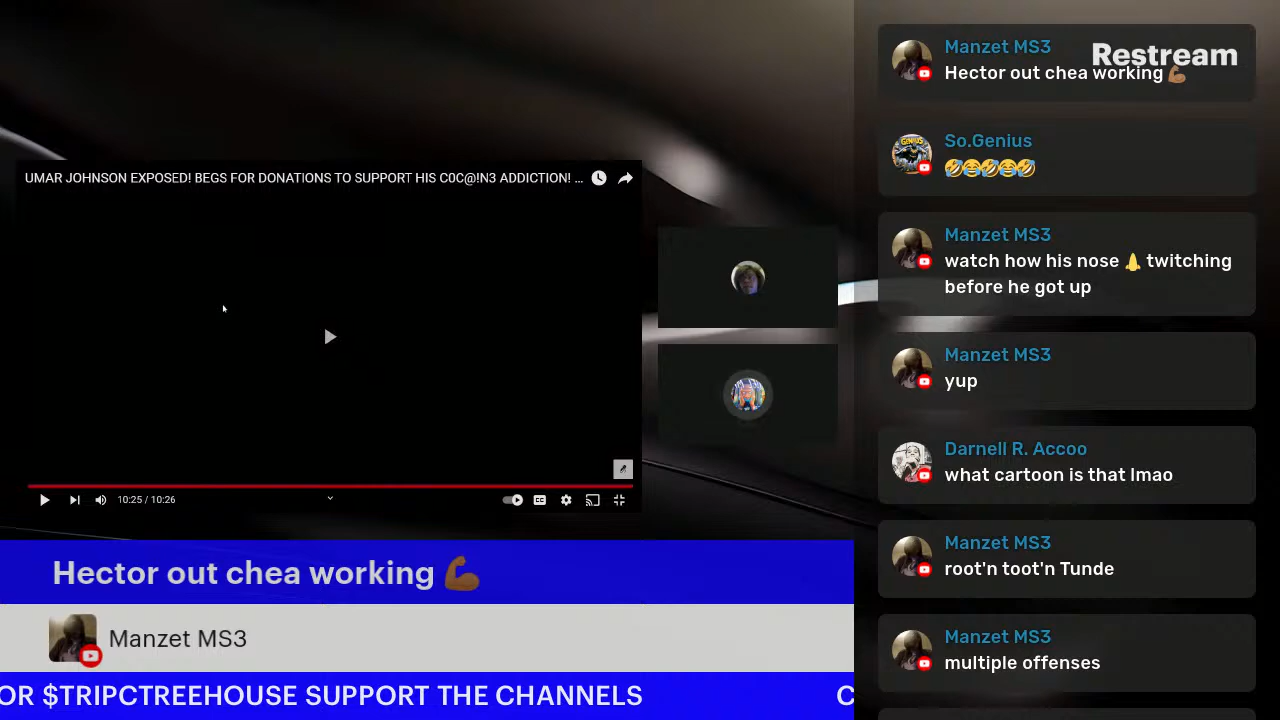 UMAR JOHNSON EXPOSED! BEGS FOR DONATIONS TO SUPPORT HIS C0C@!N3 ADDICTION! ...
10:25 / 10:26
CC
Hector out chea working 💪🏾
Manzet MS3
OR $TRIPCTREEHOUSE SUPPORT THE CHANNELS
C
Restream
Manzet MS3
Hector out chea working 💪🏾
So.Genius
GENIUS
🤣😂🤣😂🤣
Manzet MS3
watch how his nose 👃 twitching
before he got up
Manzet MS3
yup
Darnell R. Accoo
what cartoon is that lmao
Manzet MS3
root'n toot'n Tunde
Manzet MS3
multiple offenses